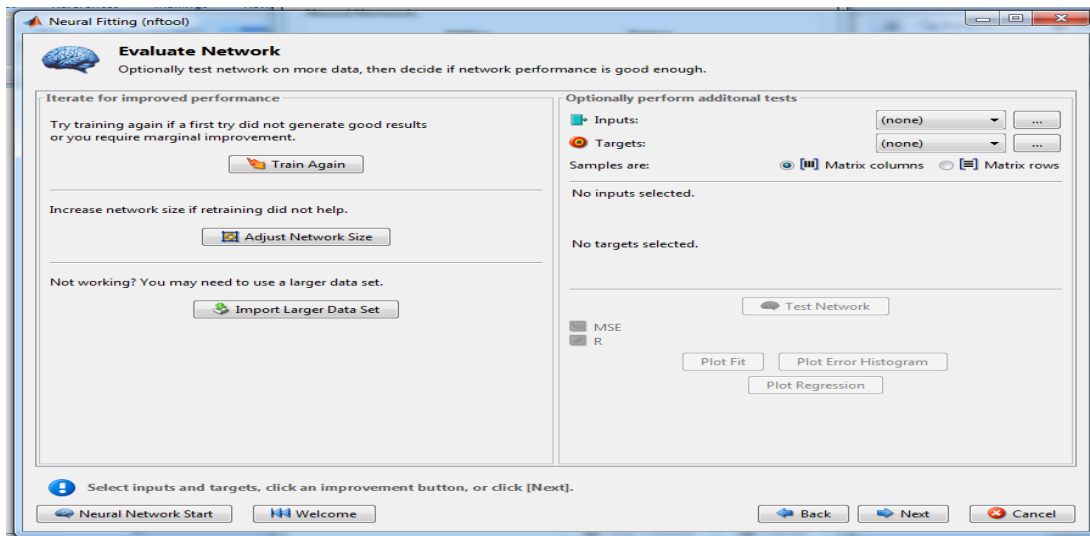 Neural Fitting (nftool)
Evaluate Network
Optionally test network on more data, then decide if network performance is good enough.
Iterate for improved performance
Try training again if a first try did not generate good results
or you require marginal improvement.
Train Again
Increase network size if retraining did not help.
Adjust Network Size
Not working? You may need to use a larger data set.
Import Larger Data Set
Optionally perform additonal tests
Inputs: (none) ...
Targets: (none) ...
Samples are: Matrix columns Matrix rows
No inputs selected.
No targets selected.
Test Network
MSE
R
Plot Fit Plot Error Histogram
Plot Regression
Select inputs and targets, click an improvement button, or click [Next].
Neural Network Start Welcome Back Next Cancel